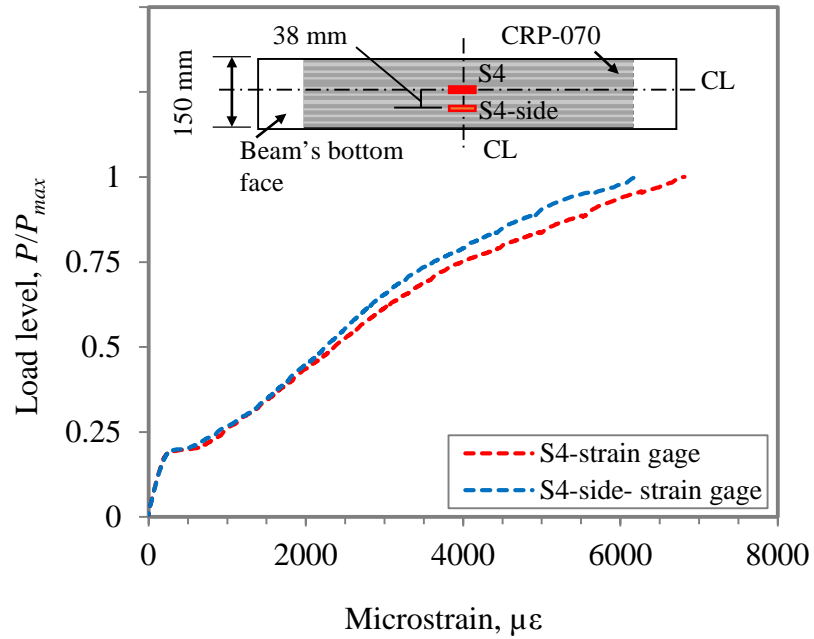 38 mm
CRP-070
S4
CL
150 mm
S4-side
Beam's bottom
face
CL
1
0.75
0.5
0.25
0
Load level, P/Pmax
S4-strain gage
S4-side- strain gage
0
2000
4000
6000
8000
Microstrain, µε